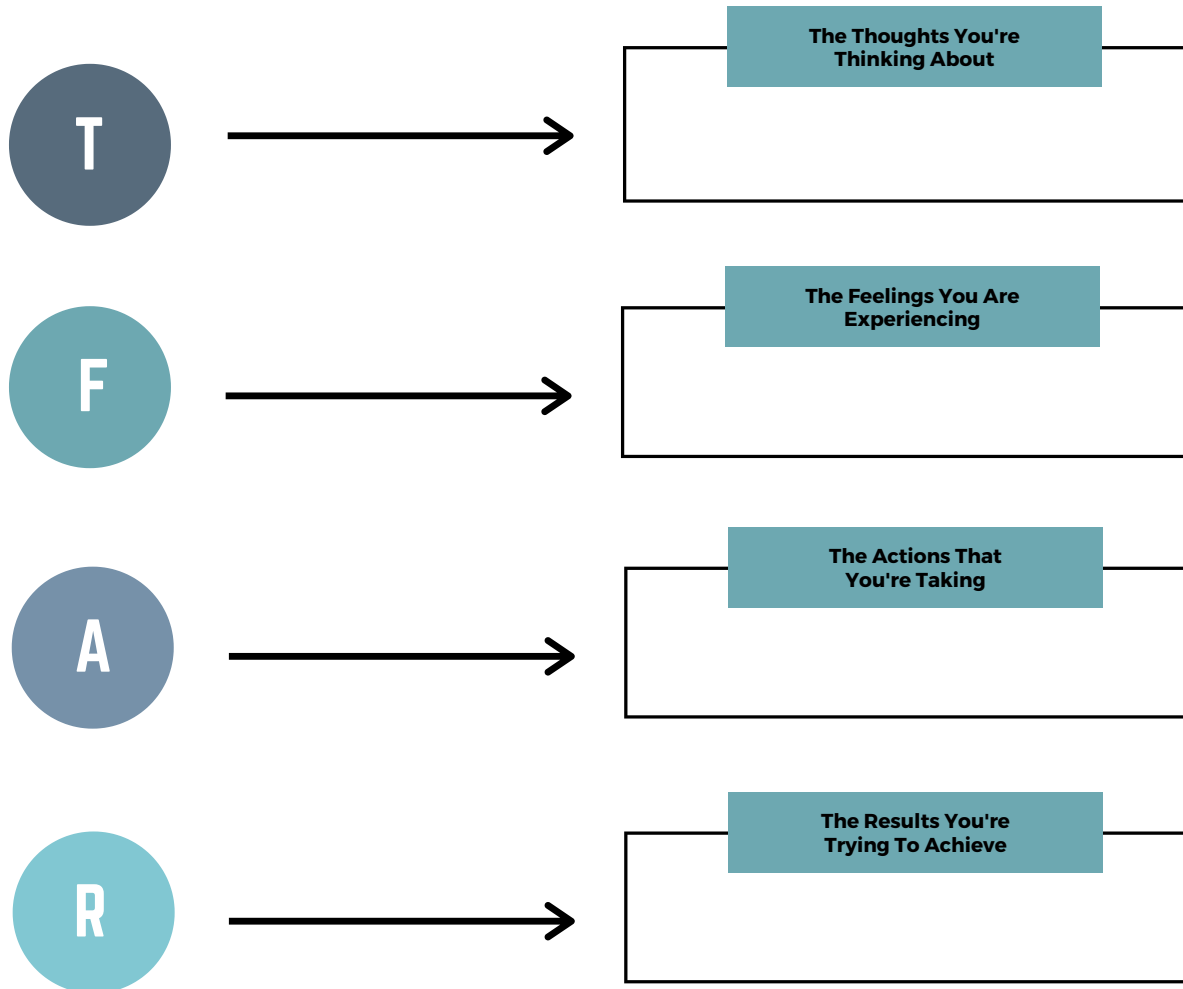 T
The Thoughts You're
Thinking About
F
The Feelings You Are
Experiencing
A
The Actions That
You're Taking
R
The Results You're
Trying To Achieve